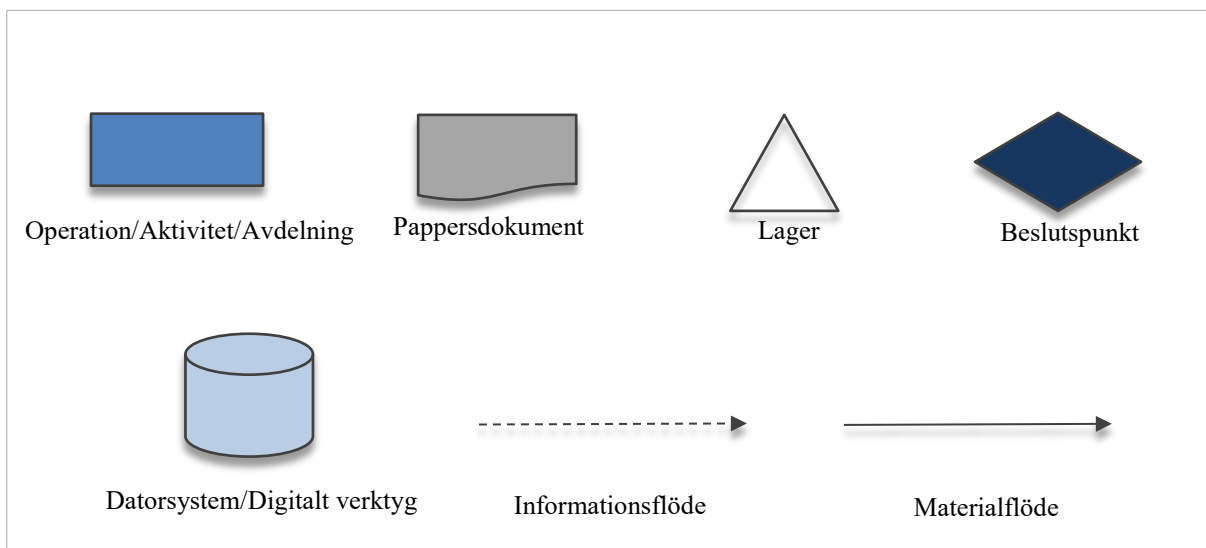 Operation/Aktivitet/Avdelning
Pappersdokument
Lager
Beslutspunkt
Datorsystem/Digitalt verktyg
Informationsflöde
Materialflöde